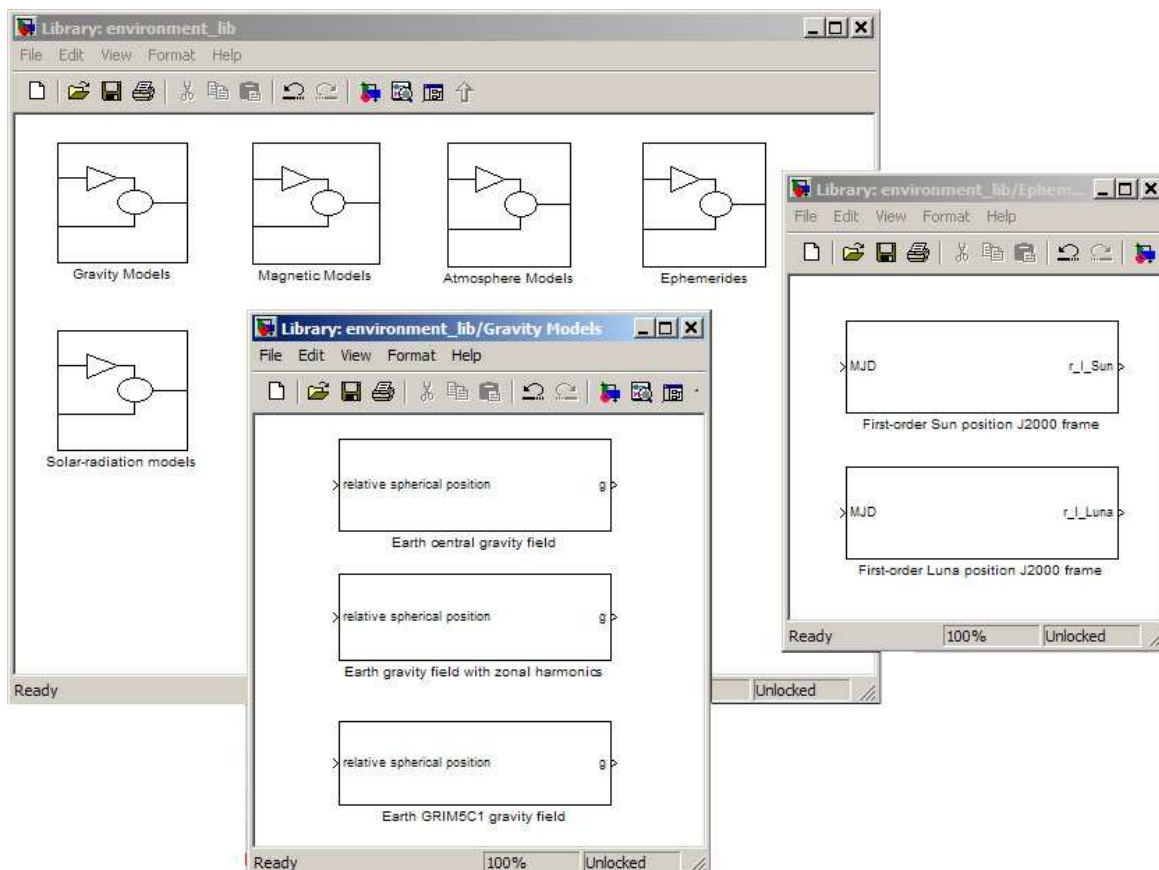 Library: environment_lib
File Edit View Format Help
Gravity Models
Magnetic Models
Atmosphere Models
Ephemerides
Solar-radiation models
Ready
Unlocked
Library: environment_lib/Gravity Models
File Edit View Format Help
relative spherical position
g
Earth central gravity field
relative spherical position
g
Earth gravity field with zonal harmonics
relative spherical position
g
Earth GRIM5C1 gravity field
Ready
100%
Unlocked
Library: environment_lib/Ephem...
File Edit View Format Help
MJD
r_I_Sun
First-order Sun position J2000 frame
MJD
r_I_Luna
First-order Luna position J2000 frame
Ready
100%
Unlocked